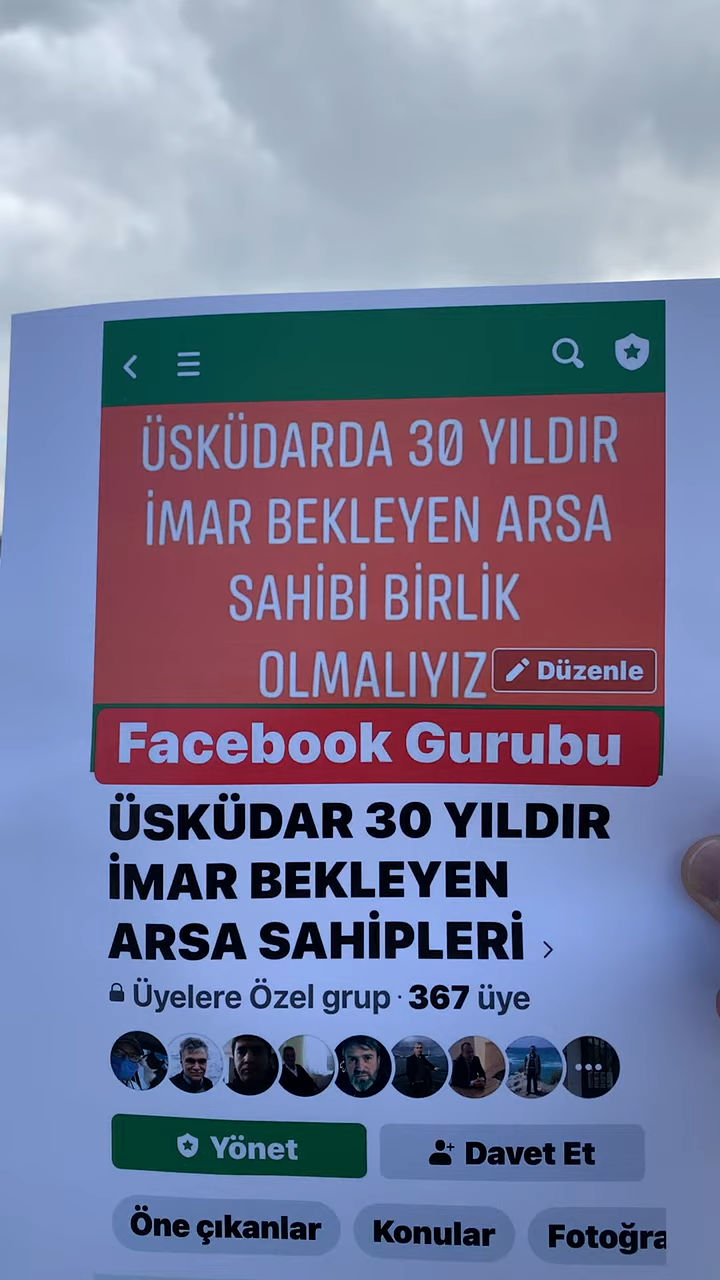 ÜSKÜDARDA 30 YILDIR
İMAR BEKLEYEN ARSA
SAHİBİ BİRLİK
OLMALIYIZ
Düzenle
Facebook Gurubu
ÜSKÜDAR 30 YILDIR
İMAR BEKLEYEN
ARSA SAHİPLERİ
Üyelere Özel grup · 367 üye
Yönet
Davet Et
Öne çıkanlar
Konular
Fotoğra